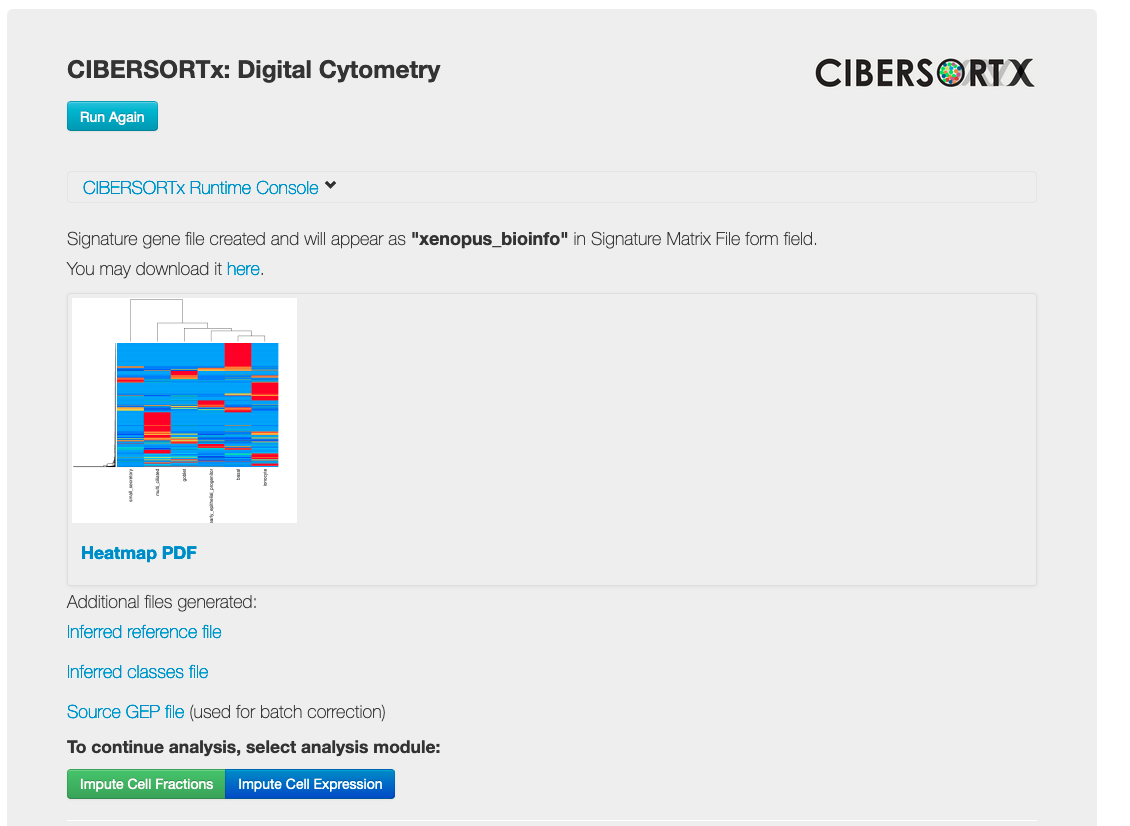 CIBERSORTx: Digital Cytometry
CIBERSORTX
Run Again
CIBERSORTx Runtime Console
Signature gene file created and will appear as "xenopus_bioinfo" in Signature Matrix File form field.
You may download it here.
small_secretory
multi_ciliated
goblet
early_epithelial_progenitor
basal
ionocyte
Heatmap PDF
Additional files generated:
Inferred reference file
Inferred classes file
Source GEP file (used for batch correction)
To continue analysis, select analysis module:
Impute Cell Fractions
Impute Cell Expression